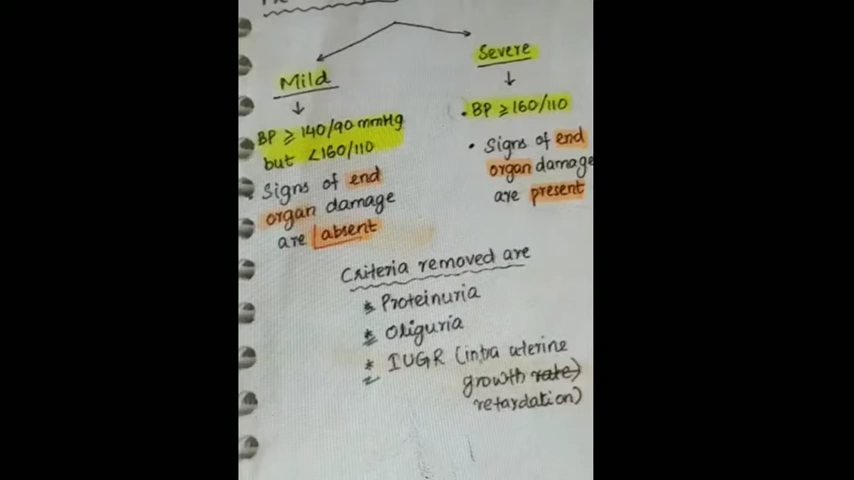 Mild
↓
BP ≥ 140/90 mmHg
but <160/110
Signs of end
organ damage
are absent
Severe
↓
• BP ≥ 160/110
• Signs of end
organ damage
are present
Criteria removed are
* Proteinuria
* Oliguria
* IUGR (intra uterine
growth rate)
retardation)